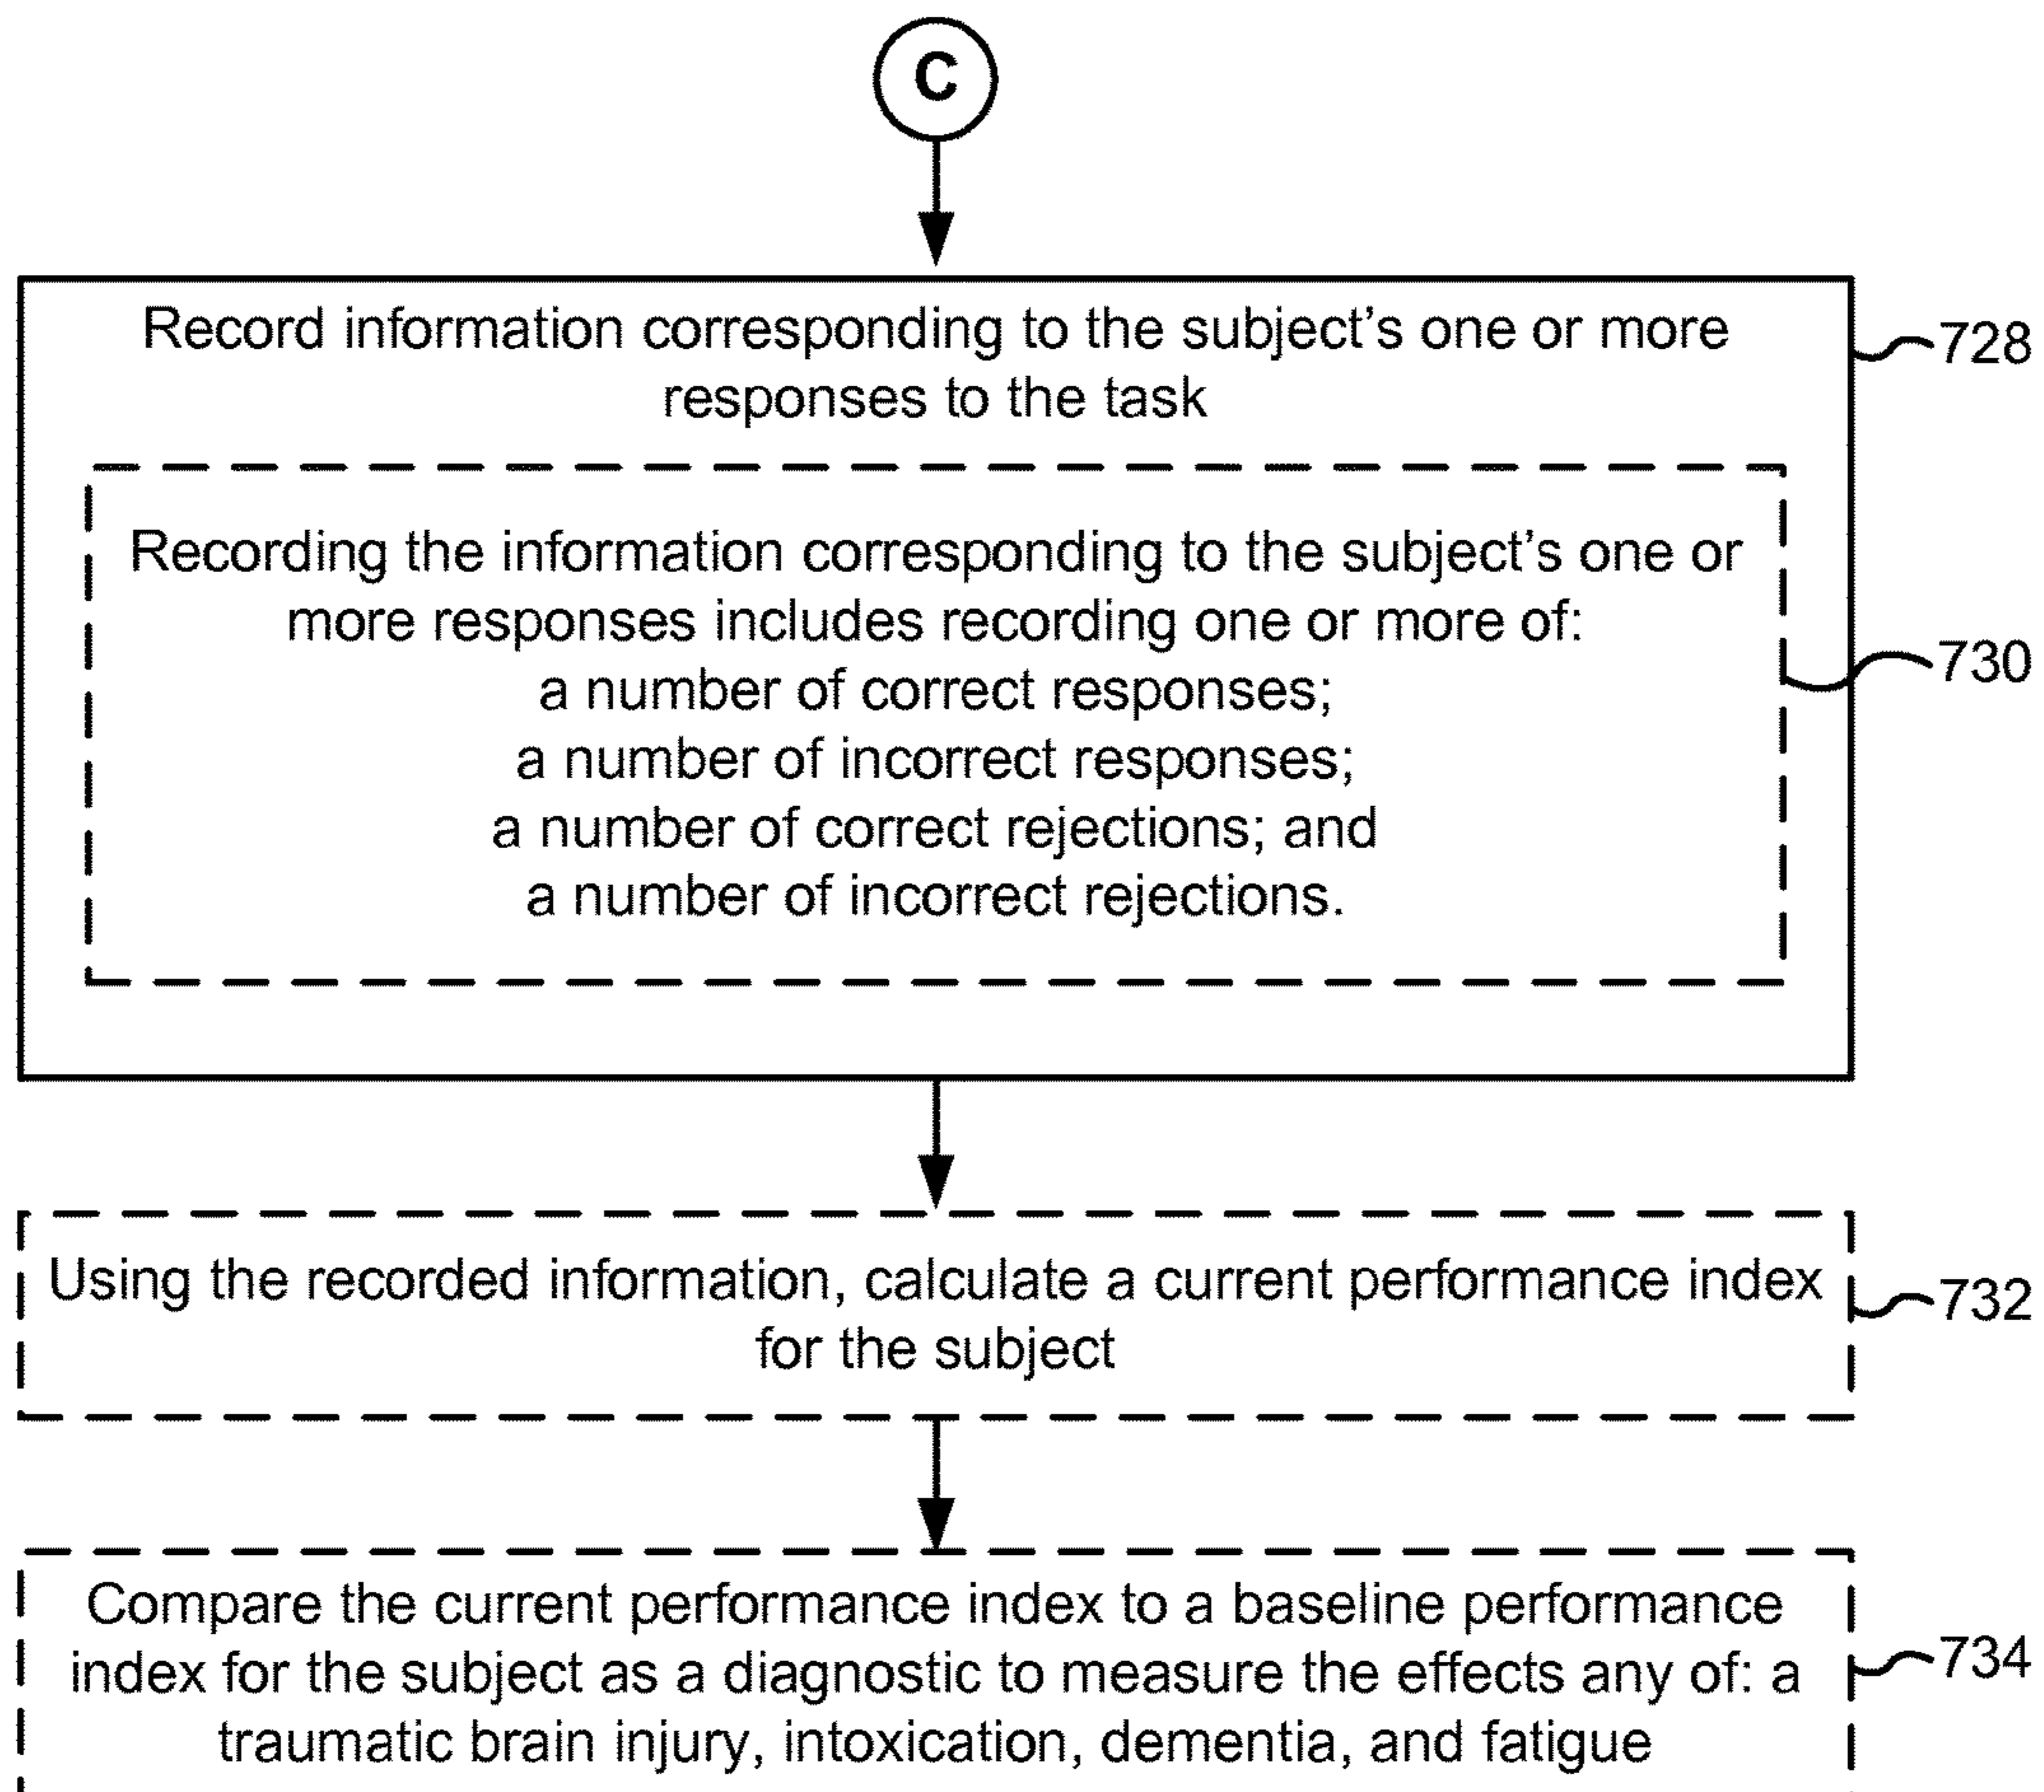 C
Record information corresponding to the subject’s one or more
responses to the task
728
Recording the information corresponding to the subject’s one or
more responses includes recording one or more of:
a number of correct responses;
a number of incorrect responses;
a number of correct rejections; and
a number of incorrect rejections.
730
Using the recorded information, calculate a current performance index
for the subject
732
Compare the current performance index to a baseline performance
index for the subject as a diagnostic to measure the effects any of: a
traumatic brain injury, intoxication, dementia, and fatigue
734